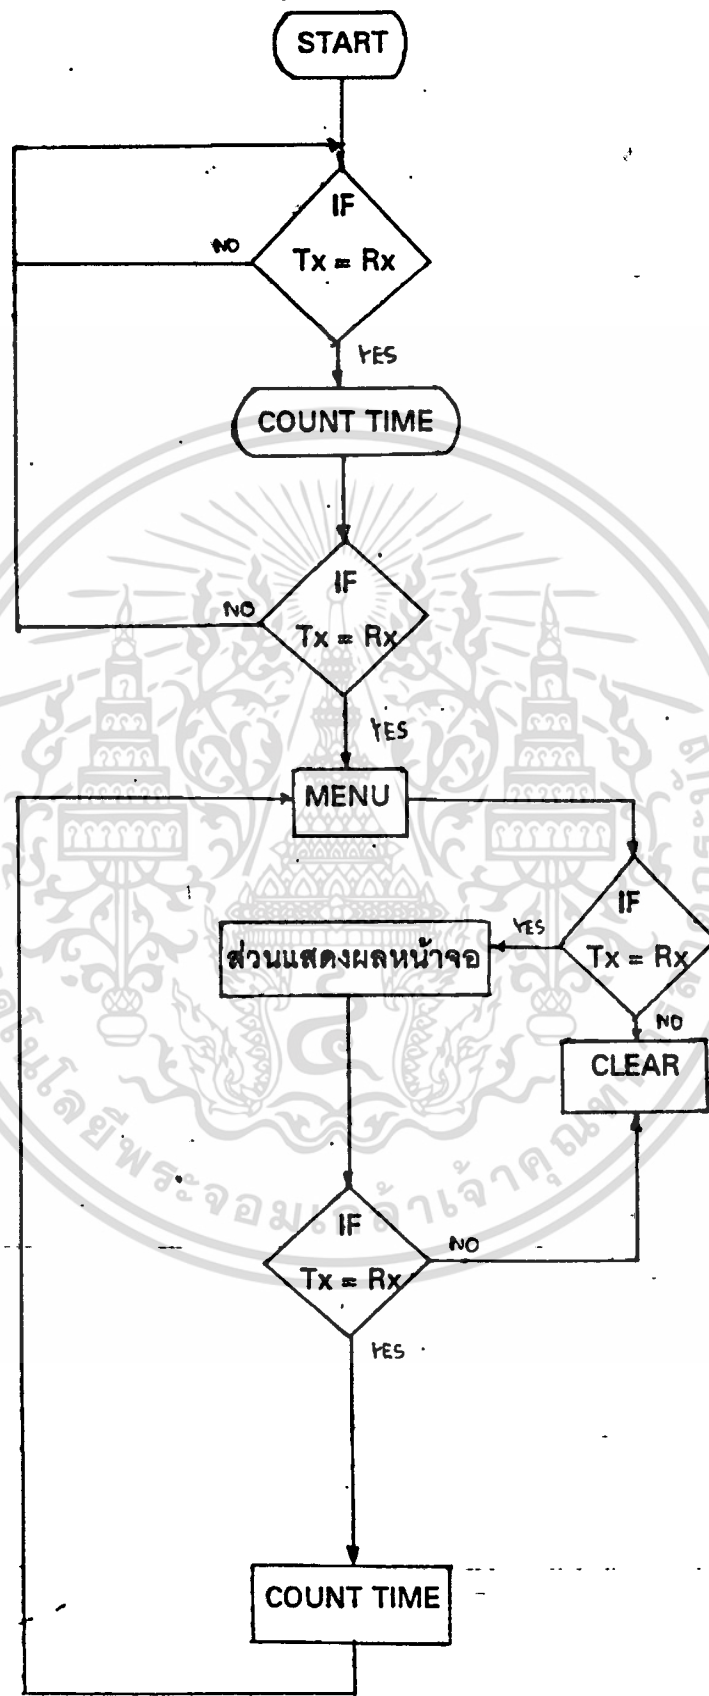 START
IF
Tx = Rx
NO
YES
COUNT TIME
IF
Tx = Rx
NO
YES
MENU
IF
Tx = Rx
YES
NO
ส่วนแสดงผลหน้าจอ
CLEAR
IF
Tx = Rx
NO
YES
COUNT TIME